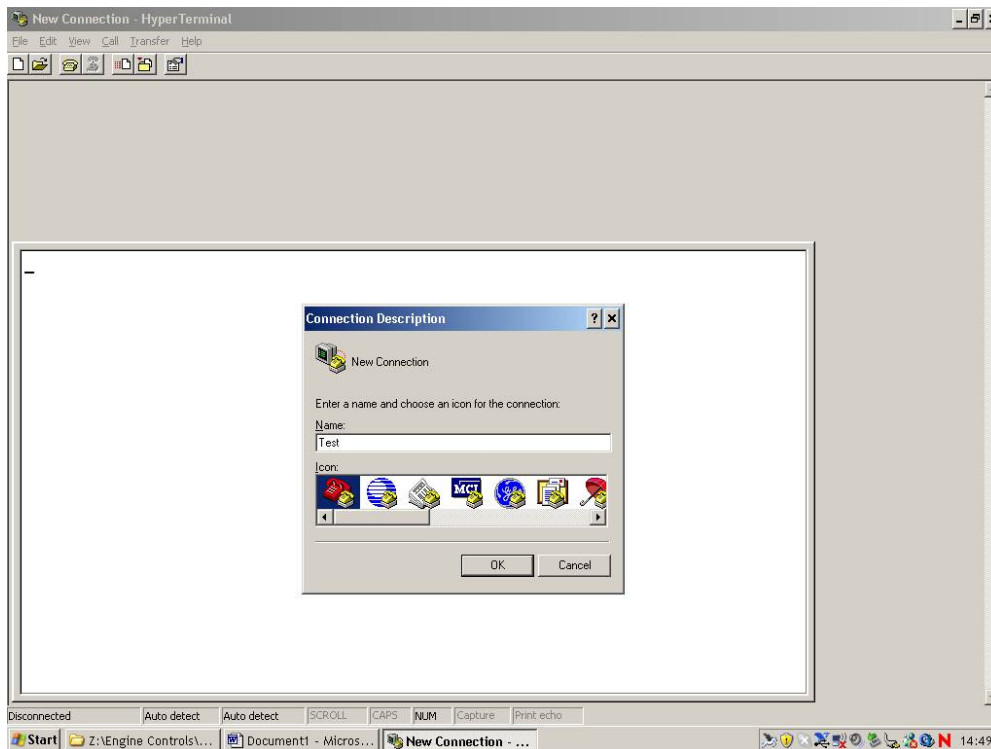 New Connection - HyperTerminal
File Edit View Call Transfer Help
Connection Description
New Connection
Enter a name and choose an icon for the connection:
Name:
Test
Icon:
MCI
OK Cancel
Disconnected Auto detect Auto detect SCROLL CAPS NUM Capture Print echo
Start Z:\Engine Controls\... Document1 - Micros... New Connection - ... N 14:49